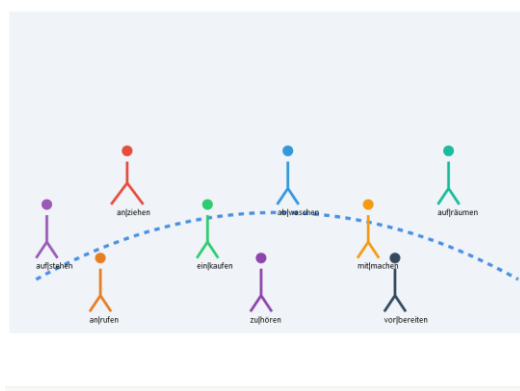 an|ziehen
ab|waschen
auf|räumen
auf|stehen
ein|kaufen
mit|machen
an|rufen
zu|hören
vor|bereiten